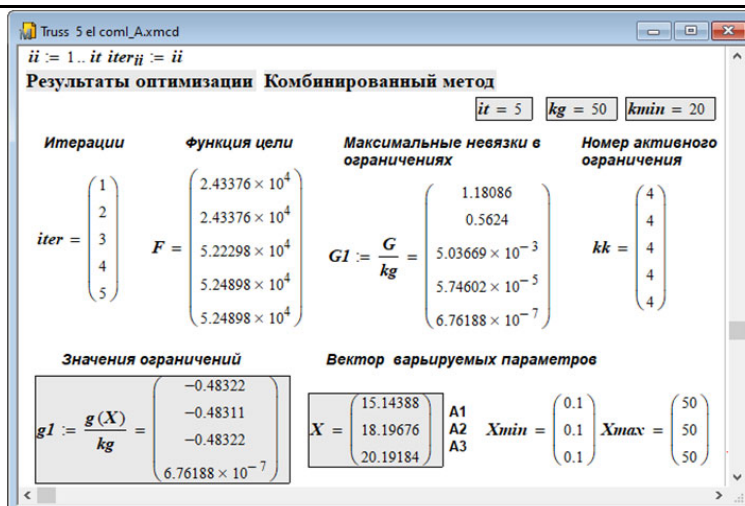 Truss 5 el coml_A.xmcd
ii := 1.. it iter_ii := ii
Результаты оптимизации Комбинированный метод
it = 5 kg = 50 kmin = 20
Итерации Функция цели Максимальные невязки в ограничениях Номер активного ограничения
iter = (1 2 3 4 5)
F = (2.43376 × 10^4 2.43376 × 10^4 5.22298 × 10^4 5.24898 × 10^4 5.24898 × 10^4)
G1 := G/kg = (1.18086 0.5624 5.03669 × 10^-3 5.74602 × 10^-5 6.76188 × 10^-7)
kk = (4 4 4 4 4)
Значения ограничений Вектор варьируемых параметров
g1 := g(X)/kg = (-0.48322 -0.48311 -0.48322 6.76188 × 10^-7)
X = (15.14388 18.19676 20.19184) A1 A2 A3
Xmin = (0.1 0.1 0.1) Xmax = (50 50 50)